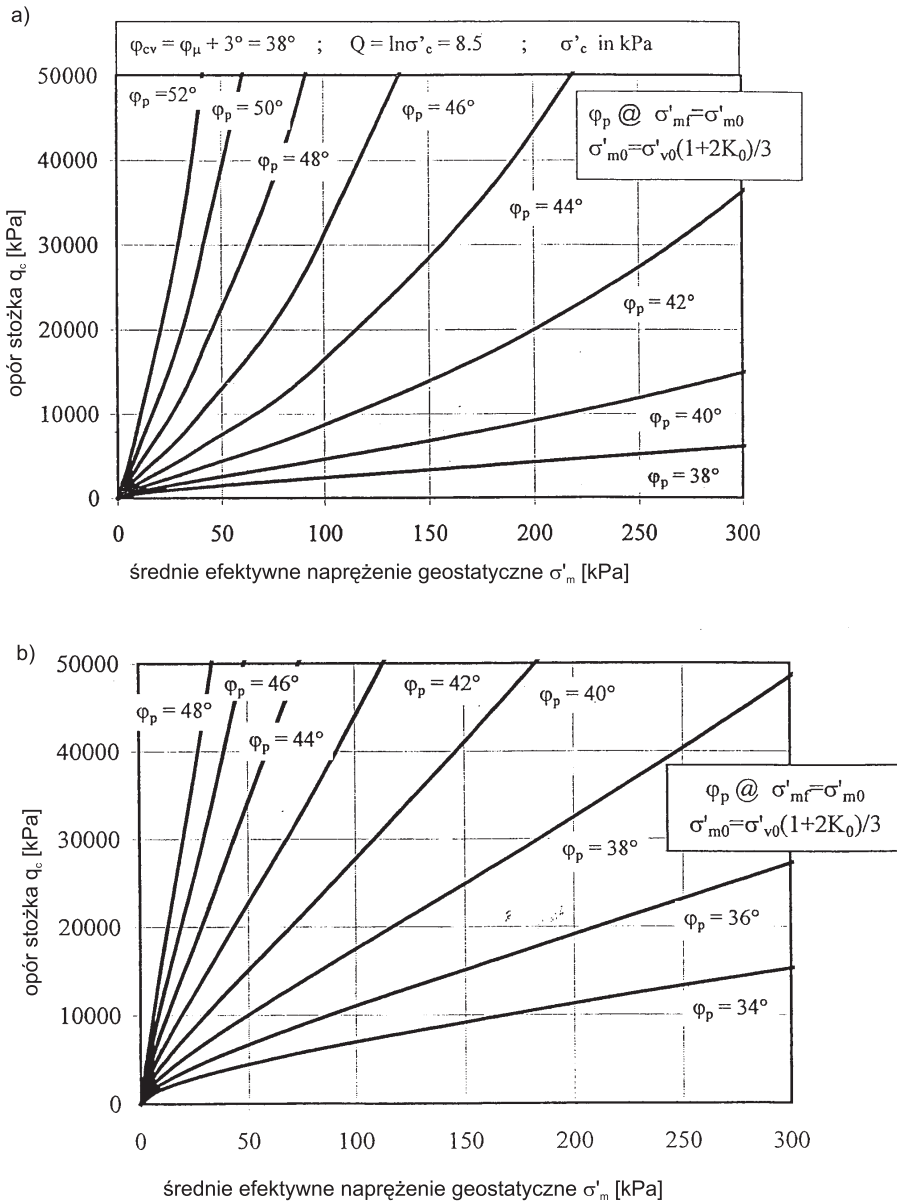 a)
φcv = φμ + 3° = 38° ; Q = lnσ'c = 8.5 ; σ'c in kPa
50000
40000
30000
20000
10000
0
opór stożka qc [kPa]
φp = 52°
φp = 50°
φp = 48°
φp = 46°
φp = 44°
φp = 42°
φp = 40°
φp = 38°
φp @ σ'mf=σ'm0
σ'm0=σ'v0(1+2K0)/3
0 50 100 150 200 250 300
średnie efektywne naprężenie geostatyczne σ'm [kPa]
b)
50000
40000
30000
20000
10000
0
opór stożka qc [kPa]
φp = 48°
φp = 46°
φp = 44°
φp = 42°
φp = 40°
φp = 38°
φp = 36°
φp = 34°
φp @ σ'mf=σ'm0
σ'm0=σ'v0(1+2K0)/3
0 50 100 150 200 250 300
średnie efektywne naprężenie geostatyczne σ'm [kPa]